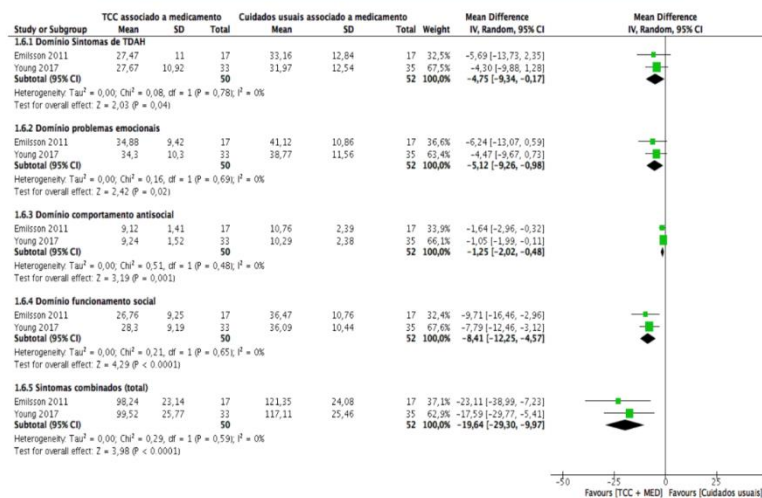 TCC associado a medicamento Cuidados usuais associado a medicamento Mean Difference Mean Difference
Study or Subgroup Mean SD Total Mean SD Total Weight IV, Random, 95% CI IV, Random, 95% CI
1.6.1 Domínio Sintomas de TDAH
Emilsson 2011 27,47 11 17 33,16 12,84 17 32,5% −5,69 [−13,73, 2,35]
Young 2017 27,67 10,92 33 31,97 12,54 35 67,5% −4,30 [−9,88, 1,28]
Subtotal (95% CI) 50 52 100,0% −4,75 [−9,34, −0,17]
Heterogeneity: Tau² = 0,00; Chi² = 0,08, df = 1 (P = 0,78); I² = 0%
Test for overall effect: Z = 2,03 (P = 0,04)
1.6.2 Domínio problemas emocionais
Emilsson 2011 34,88 9,42 17 41,12 10,86 17 36,6% −6,24 [−13,07, 0,59]
Young 2017 34,3 10,3 33 38,77 11,56 35 63,4% −4,47 [−9,67, 0,73]
Subtotal (95% CI) 50 52 100,0% −5,12 [−9,26, −0,98]
Heterogeneity: Tau² = 0,00; Chi² = 0,16, df = 1 (P = 0,69); I² = 0%
Test for overall effect: Z = 2,42 (P = 0,02)
1.6.3 Domínio comportamento antisocial
Emilsson 2011 9,12 1,41 17 10,76 2,39 17 33,9% −1,64 [−2,96, −0,32]
Young 2017 9,24 1,52 33 10,29 2,38 35 66,1% −1,05 [−1,99, −0,11]
Subtotal (95% CI) 50 52 100,0% −1,25 [−2,02, −0,48]
Heterogeneity: Tau² = 0,00; Chi² = 0,51, df = 1 (P = 0,48); I² = 0%
Test for overall effect: Z = 3,19 (P = 0,001)
1.6.4 Domínio funcionamento social
Emilsson 2011 26,76 9,25 17 36,47 10,76 17 32,4% −9,71 [−16,46, −2,96]
Young 2017 28,3 9,19 33 36,09 10,44 35 67,6% −7,79 [−12,46, −3,12]
Subtotal (95% CI) 50 52 100,0% −8,41 [−12,25, −4,57]
Heterogeneity: Tau² = 0,00; Chi² = 0,21, df = 1 (P = 0,65); I² = 0%
Test for overall effect: Z = 4,29 (P < 0.0001)
1.6.5 Sintomas combinados (total)
Emilsson 2011 98,24 23,14 17 121,35 24,08 17 37,1% −23,11 [−38,99, −7,23]
Young 2017 99,52 25,77 33 117,11 25,46 35 62,9% −17,59 [−29,77, −5,41]
Subtotal (95% CI) 50 52 100,0% −19,64 [−29,30, −9,97]
Heterogeneity: Tau² = 0,00; Chi² = 0,29, df = 1 (P = 0,59); I² = 0%
Test for overall effect: Z = 3,98 (P < 0.0001)
−50 −25 0 25 50
Favours [TCC + MED] Favours [Cuidados usuais]